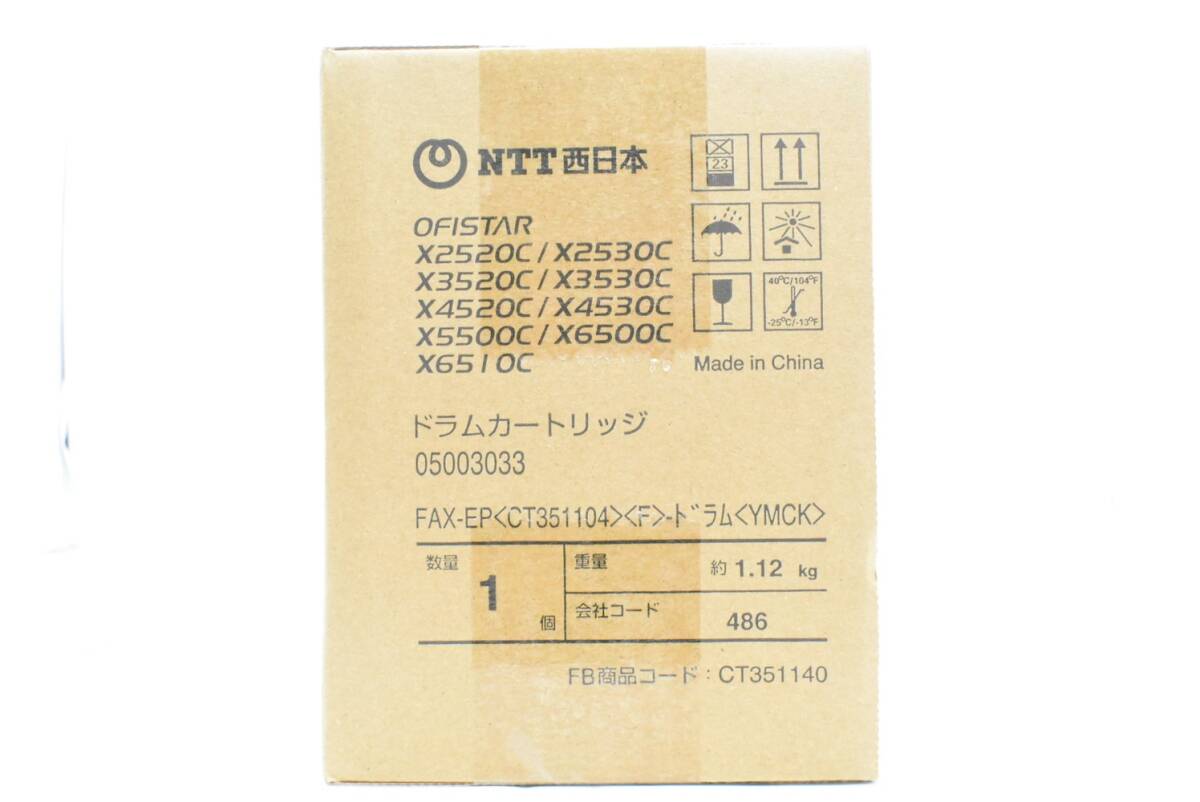 NTT西日本
23
OFISTAR
X2520C/X2530C
X3520C/X3530C
X4520C/X4530C
X5500C/X6500C
X6510C
40°C/104°F
-25°C/-13°F
Made in China
ドラムカートリッジ
05003033
FAX-EP<CT351104><F>-ドラム<YMCK>
数量
1
個
重量
約 1.12 kg
会社コード
486
FB商品コード：CT351140